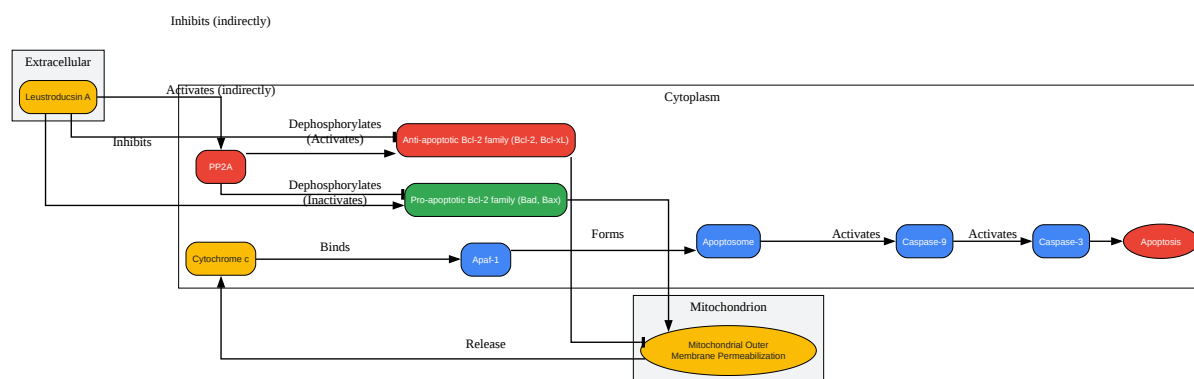 Inhibits (indirectly)
Extracellular
Leustroducsin A
Activates (indirectly)
Cytoplasm
Inhibits
Dephosphorylates
(Activates)
Anti-apoptotic Bcl-2 family (Bcl-2, Bcl-xL)
PP2A
Dephosphorylates
(Inactivates)
Pro-apoptotic Bcl-2 family (Bad, Bax)
Cytochrome c
Binds
Apaf-1
Forms
Apoptosome
Activates
Caspase-9
Activates
Caspase-3
Apoptosis
Mitochondrion
Mitochondrial Outer
Membrane Permeabilization
Release